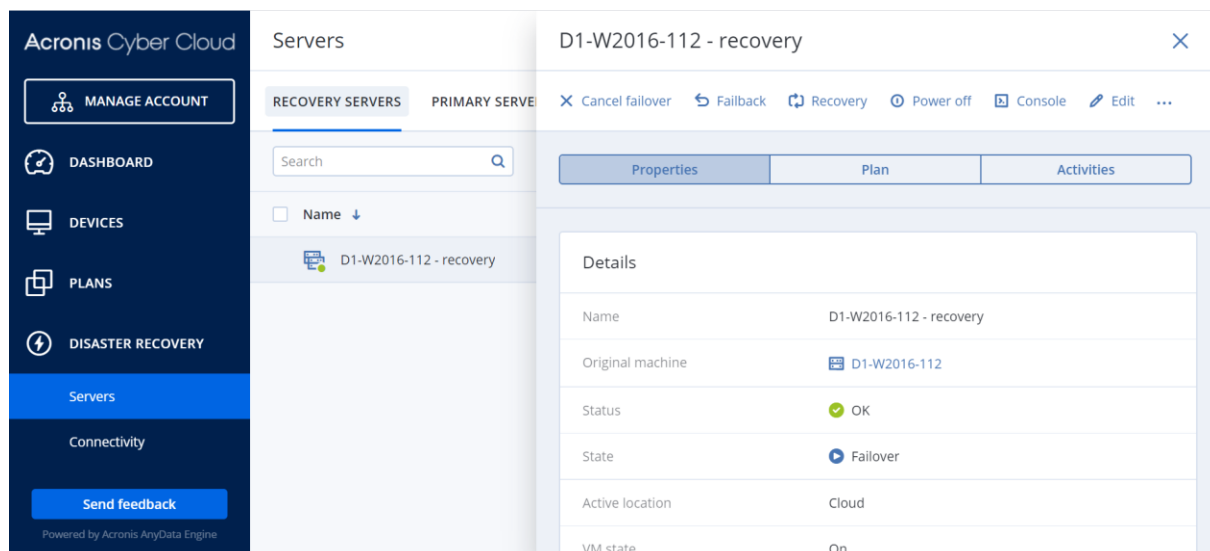 Acronis Cyber Cloud
MANAGE ACCOUNT
DASHBOARD
DEVICES
PLANS
DISASTER RECOVERY
Servers
Connectivity
Send feedback
Powered by Acronis AnyData Engine
Servers
RECOVERY SERVERS PRIMARY SERVE
Search
Name
D1-W2016-112 - recovery
D1-W2016-112 - recovery
Cancel failover Failback Recovery Power off Console Edit ...
Properties Plan Activities
Details
Name D1-W2016-112 - recovery
Original machine D1-W2016-112
Status OK
State Failover
Active location Cloud
VM state On